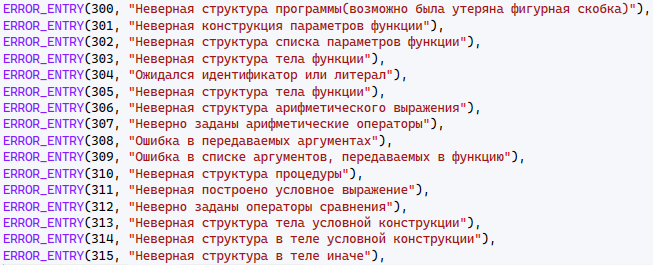 ERROR_ENTRY(300, "Неверная структура программы(возможно была утеряна фигурная скобка)"),
ERROR_ENTRY(301, "Неверная конструкция параметров функции"),
ERROR_ENTRY(302, "Неверная структура списка параметров функции"),
ERROR_ENTRY(303, "Неверная структура тела функции"),
ERROR_ENTRY(304, "Ожидался идентификатор или литерал"),
ERROR_ENTRY(305, "Неверная структура тела функции"),
ERROR_ENTRY(306, "Неверная структура арифметического выражения"),
ERROR_ENTRY(307, "Неверно заданы арифметические операторы"),
ERROR_ENTRY(308, "Ошибка в передаваемых аргументах"),
ERROR_ENTRY(309, "Ошибка в списке аргументов, передаваемых в функцию"),
ERROR_ENTRY(310, "Неверная структура процедуры"),
ERROR_ENTRY(311, "Неверная построено условное выражение"),
ERROR_ENTRY(312, "Неверно заданы операторы сравнения"),
ERROR_ENTRY(313, "Неверная структура тела условной конструкции"),
ERROR_ENTRY(314, "Неверная структура в теле условной конструкции"),
ERROR_ENTRY(315, "Неверная структура в теле иначе"),